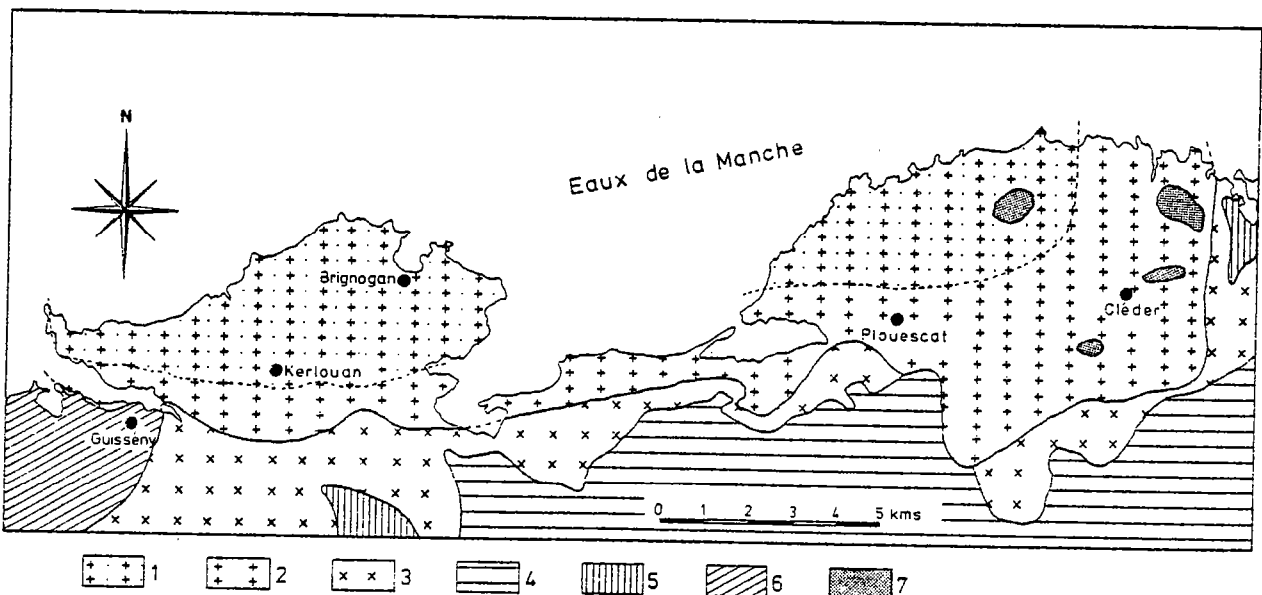 N
Eaux de la Manche
Brignogan
Cléder
Plouescat
Kerlouan
Guissény
0 1 2 3 4 5 kms
1 2 3 4 5 6 7